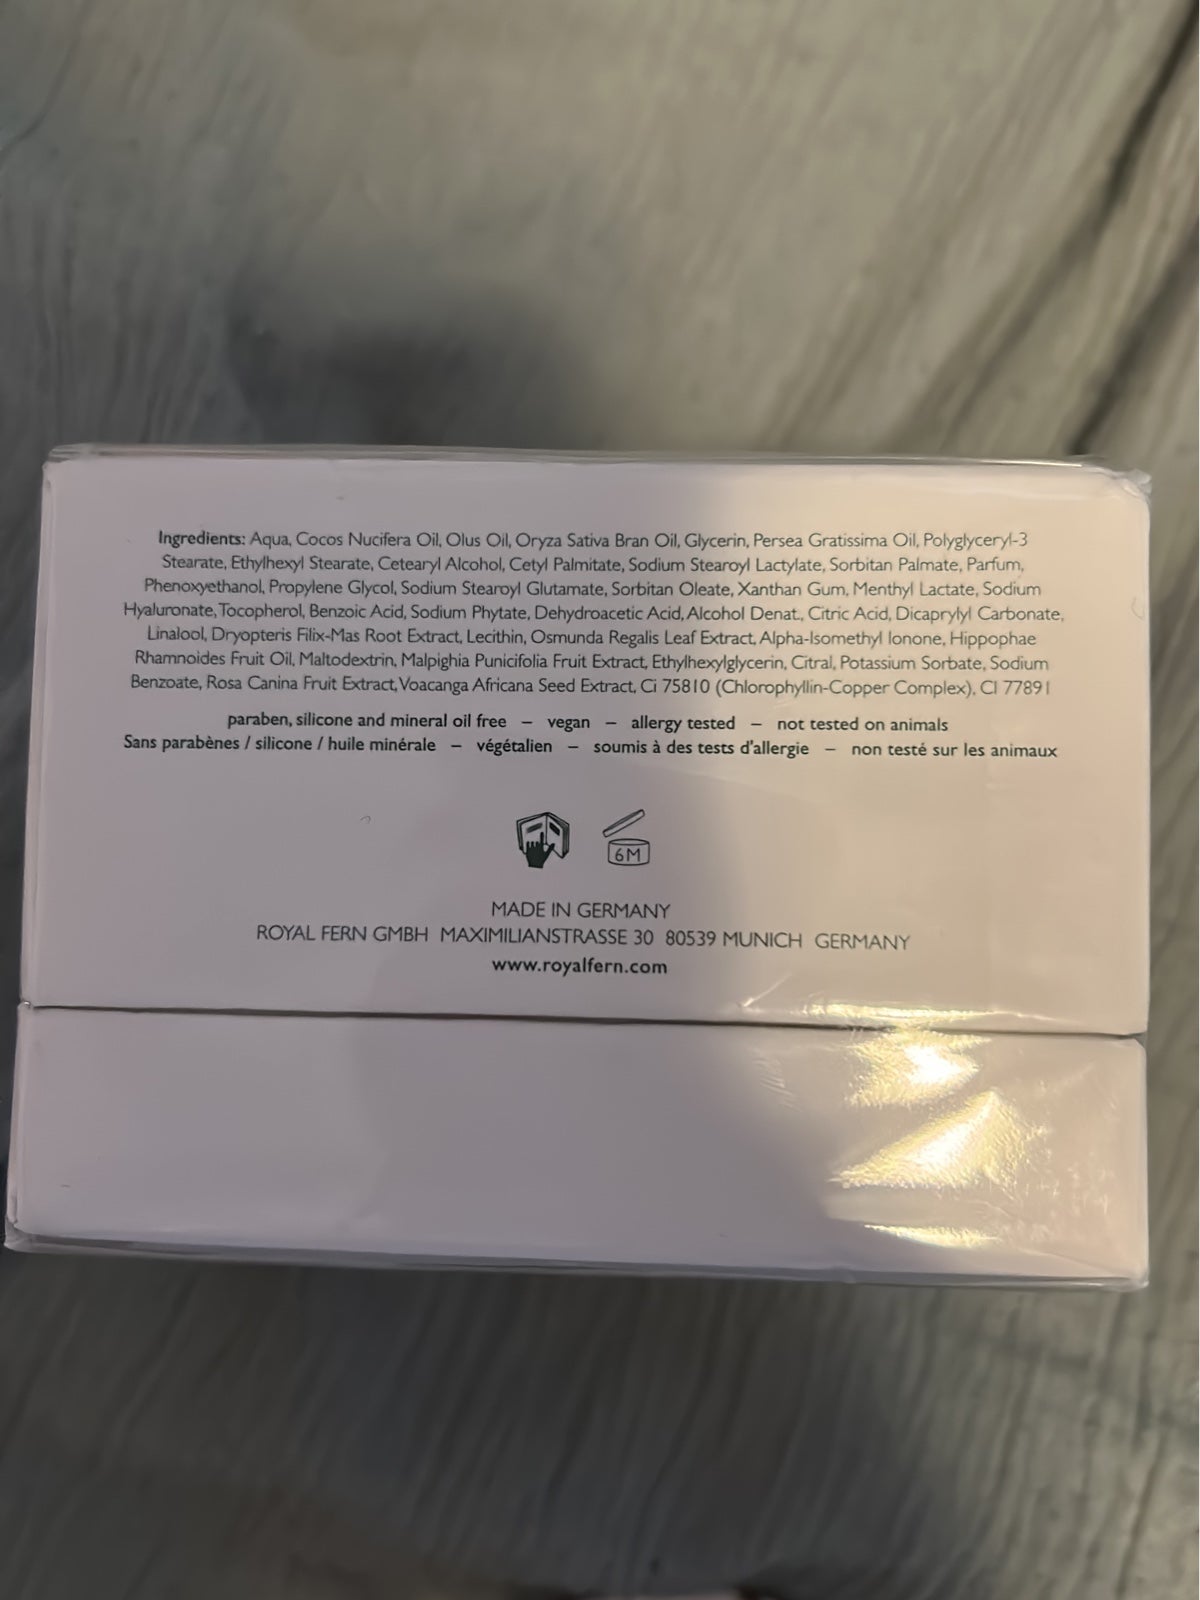 Ingredients: Aqua, Cocos Nucifera Oil, Olus Oil, Oryza Sativa Bran Oil, Glycerin, Persea Gratissima Oil, Polyglyceryl-3
Stearate, Ethylhexyl Stearate, Cetearyl Alcohol, Cetyl Palmitate, Sodium Stearoyl Lactylate, Sorbitan Palmate, Parfum,
Phenoxyethanol, Propylene Glycol, Sodium Stearoyl Glutamate, Sorbitan Oleate, Xanthan Gum, Menthyl Lactate, Sodium
Hyaluronate, Tocopherol, Benzoic Acid, Sodium Phytate, Dehydroacetic Acid, Alcohol Denat., Citric Acid, Dicaprylyl Carbonate,
Linalool, Dryopteris Filix-Mas Root Extract, Lecithin, Osmunda Regalis Leaf Extract, Alpha-Isomethyl Ionone, Hippophae
Rhamnoides Fruit Oil, Maltodextrin, Malpighia Punicifolia Fruit Extract, Ethylhexylglycerin, Citral, Potassium Sorbate, Sodium
Benzoate, Rosa Canina Fruit Extract, Voacanga Africana Seed Extract, Ci 75810 (Chlorophyllin-Copper Complex), CI 77891
paraben, silicone and mineral oil free – vegan – allergy tested – not tested on animals
Sans parabènes / silicone / huile minérale – végétalien – soumis à des tests d'allergie – non testé sur les animaux
6M
MADE IN GERMANY
ROYAL FERN GMBH MAXIMILIANSTRASSE 30 80539 MUNICH GERMANY
www.royalfern.com